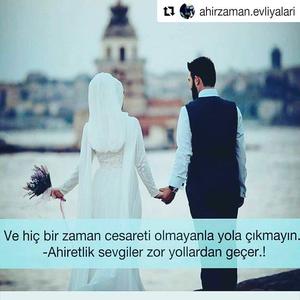 ahirzaman.evliyalari
Ve hiç bir zaman cesareti olmayanla yola çıkmayın.
-Ahiretlik sevgiler zor yollardan geçer.!